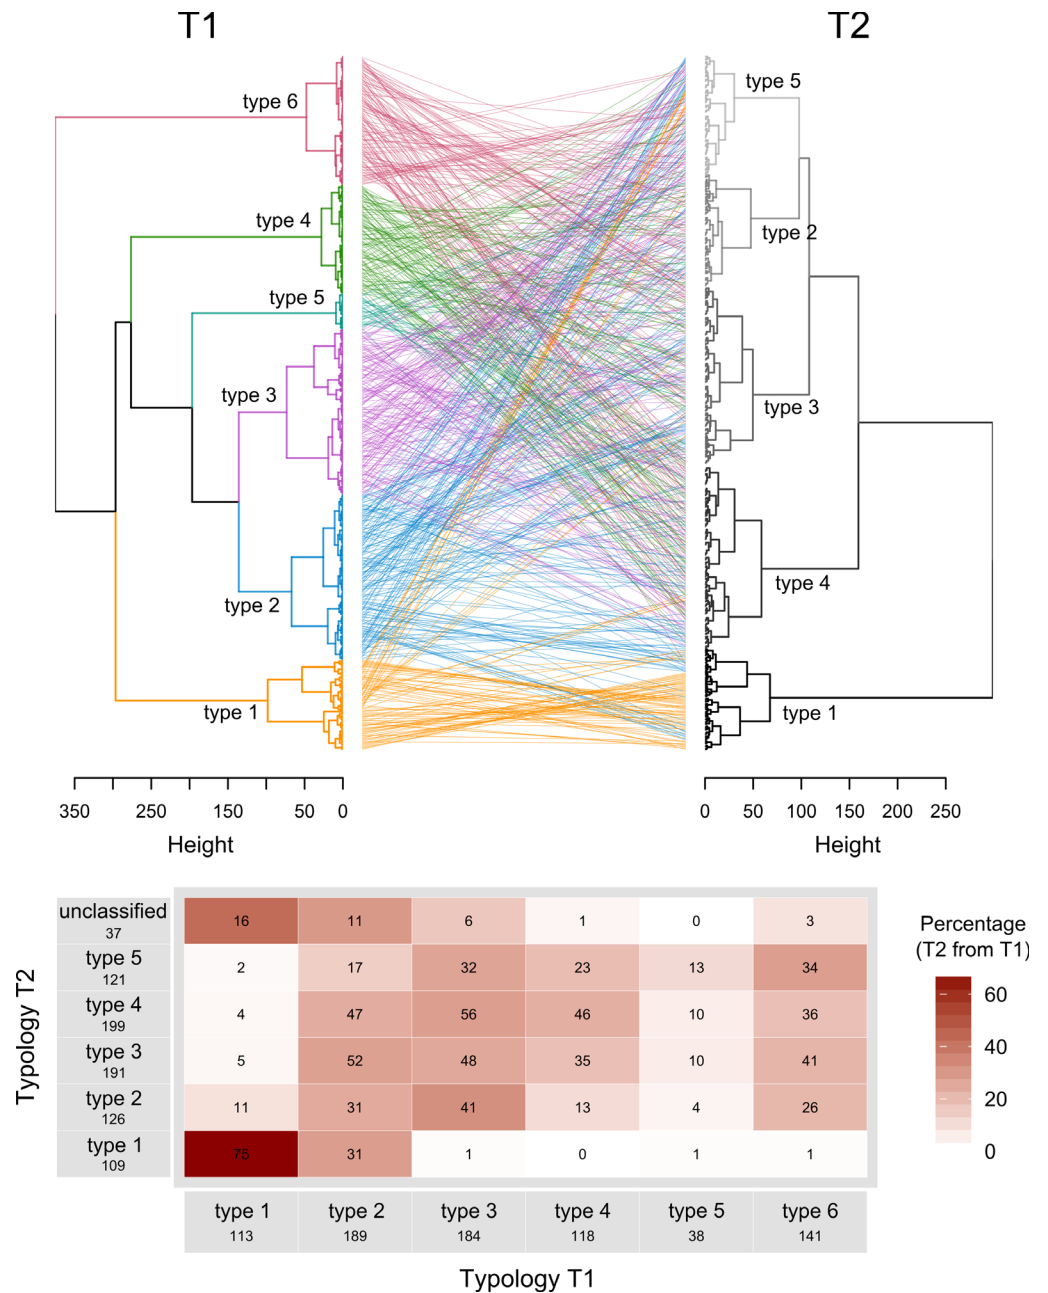 T1
T2
type 6
type 5
type 4
type 2
type 5
type 3
type 3
type 4
type 2
type 1
type 1
350 250 150 50 0
0 50 100 150 200 250
Height
Height
unclassified
37
16 11 6 1 0 3
type 5
121
2 17 32 23 13 34
type 4
199
4 47 56 46 10 36
type 3
191
5 52 48 35 10 41
type 2
126
11 31 41 13 4 26
type 1
109
75 31 1 0 1 1
Typology T2
type 1 type 2 type 3 type 4 type 5 type 6
113 189 184 118 38 141
Typology T1
Percentage
(T2 from T1)
60
40
20
0